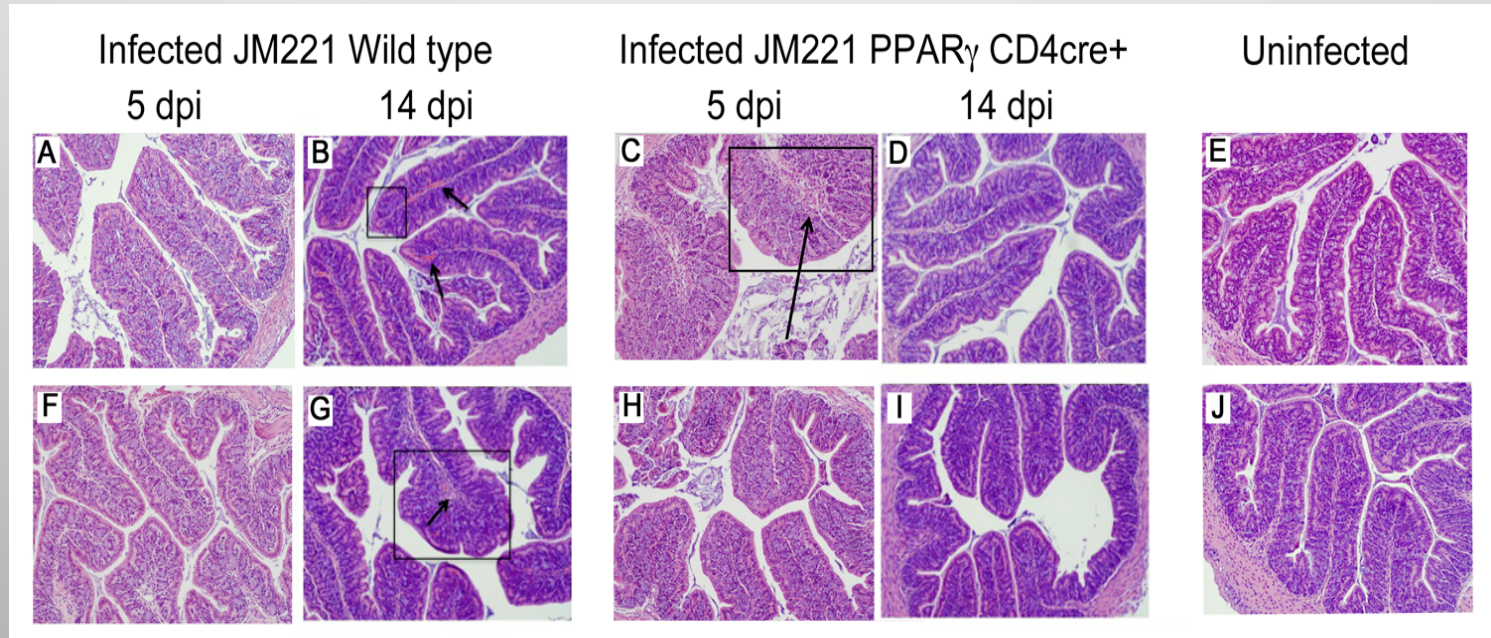 Infected JM221 Wild type
5 dpi 14 dpi
Infected JM221 PPARγ CD4cre+
5 dpi 14 dpi
Uninfected
A B C D E
F G H I J